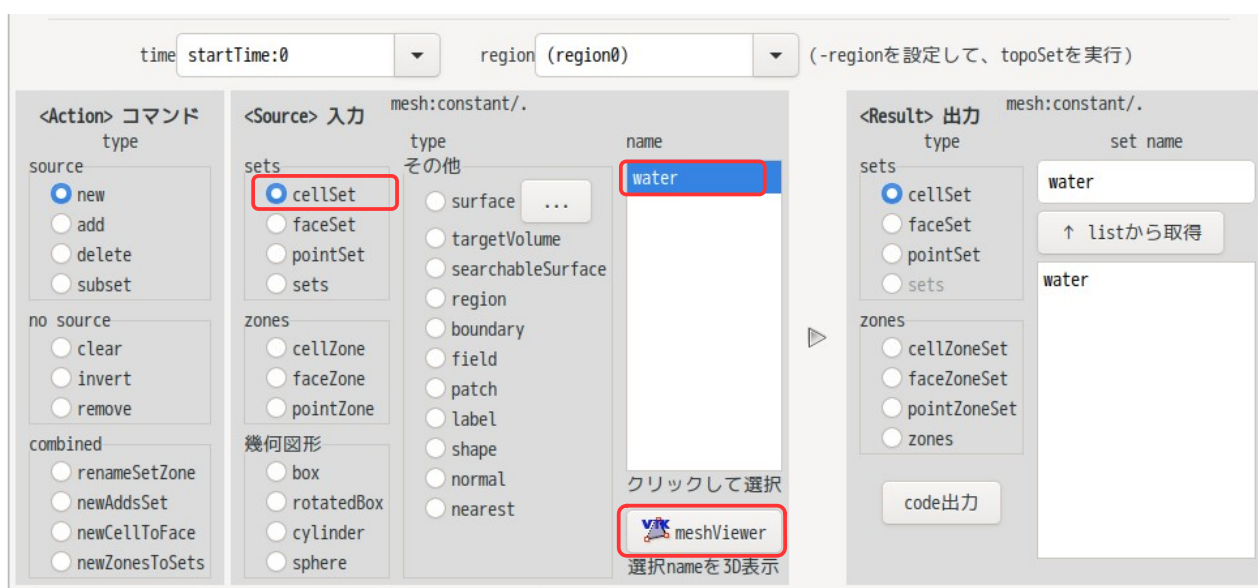 time startTime:0 region (region0) (-regionを設定して、topoSetを実行)
<Action> コマンド
type
source
new
add
delete
subset
no source
clear
invert
remove
combined
renameSetZone
newAddsSet
newCellToFace
newZonesToSets
<Source> 入力
mesh:constant/.
sets
cellSet
faceSet
pointSet
sets
zones
cellZone
faceZone
pointZone
幾何図形
box
rotatedBox
cylinder
sphere
type
その他
surface ...
targetVolume
searchableSurface
region
boundary
field
patch
label
shape
normal
nearest
name
water
クリックして選択
VTK meshViewer
選択nameを3D表示
<Result> 出力
mesh:constant/.
type
sets
cellSet
faceSet
pointSet
sets
zones
cellZoneSet
faceZoneSet
pointZoneSet
zones
code出力
set name
water
↑ listから取得
water